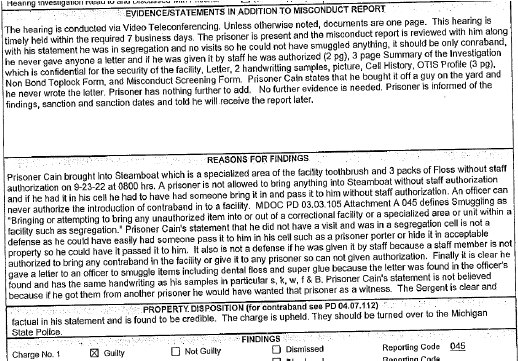 Hearing Investigation Read to and Discussed
EVIDENCE/STATEMENTS IN ADDITION TO MISCONDUCT REPORT
The hearing is conducted via Video Teleconferencing. Unless otherwise noted, documents are one page. This hearing is
timely held within the required 7 business days. The prisoner is present and the misconduct report is reviewed with him along
with his statement he was in segregation and no visits so he could not have smuggled anything, it should be only contraband,
he never gave anyone a letter and if he was given it by staff he was authorized (2 pg), 3 page Summary of the Investigation
which is confidential for the security of the facility, Letter, 2 handwriting samples, picture, Cell History, OTIS Profile (3 pg),
Non Bond Toplock Form, and Misconduct Screening Form. Prisoner Cain states that he bought it off a guy on the yard and
he never wrote the letter. Prisoner has nothing further to add. No further evidence is needed. Prisoner is informed of the
findings, sanction and sanction dates and told he will receive the report later.
REASONS FOR FINDINGS
Prisoner Cain brought into Steamboat which is a specialized area of the facility toothbrush and 3 packs of Floss without staff
authorization on 9-23-22 at 0800 hrs. A prisoner is not allowed to bring anything into Steamboat without staff authorization
and if he had it in his cell he had to have had someone bring it in and pass it to him without staff authorization. An officer can
never authorize the introduction of contraband in to a facility. MDOC PD 03.03.105 Attachment A 045 defines Smuggling as
"Bringing or attempting to bring any unauthorized item into or out of a correctional facility or a specialized area or unit within a
facility such as segregation." Prisoner Cain's statement that he did not have a visit and was in a segregation cell is not a
defense as he could have easily had someone pass it to him in his cell such as a prisoner porter or hide it in acceptable
property so he could have it passed to him. It also is not a defense if he was given it by staff because a staff member is not
authorized to bring any contraband in the facility or give it to any prisoner so can not given authorization. Finally it is clear he
gave a letter to an officer to smuggle items including dental floss and super glue because the letter was found in the officer's
found and has the same handwriting as his samples in particular s, k, w, f & B. Prisoner Cain's statement is not believed
because if he got them from another prisoner he would have wanted that prisoner as a witness. The Sergent is clear and
PROPERTY DISPOSITION (for contraband see PD 04.07.112)
factual in his statement and is found to be credible. The charge is upheld. They should be turned over to the Michigan
State Police.
FINDINGS
Charge No. 1 ☒ Guilty ☐ Not Guilty ☐ Dismissed Reporting Code 045